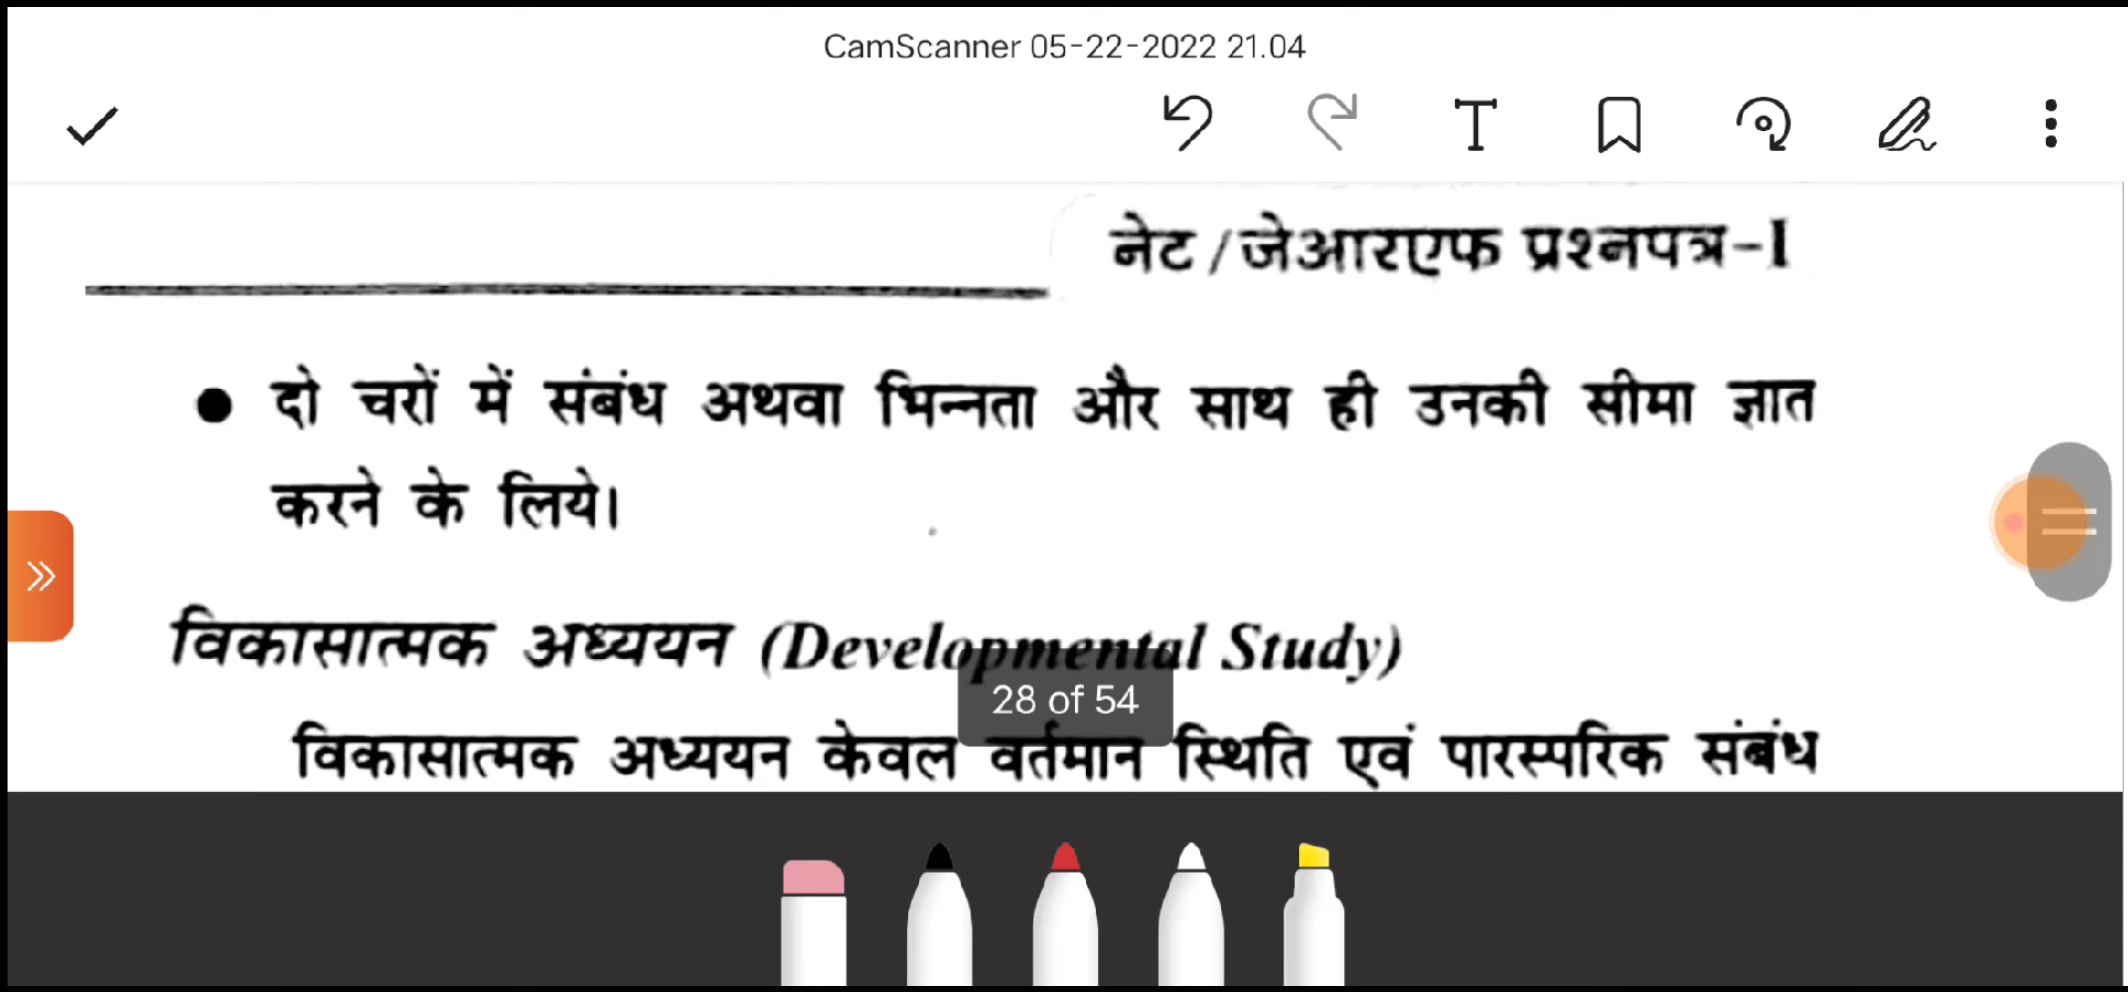 CamScanner 05-22-2022 21.04
नेट/जेआरएफ प्रश्नपत्र-1
● दो चरों में संबंध अथवा भिन्नता और साथ ही उनकी सीमा ज्ञात
करने के लिये।
विकासात्मक अध्ययन (Developmental Study)
28 of 54
विकासात्मक अध्ययन केवल वर्तमान स्थिति एवं पारस्परिक संबंध